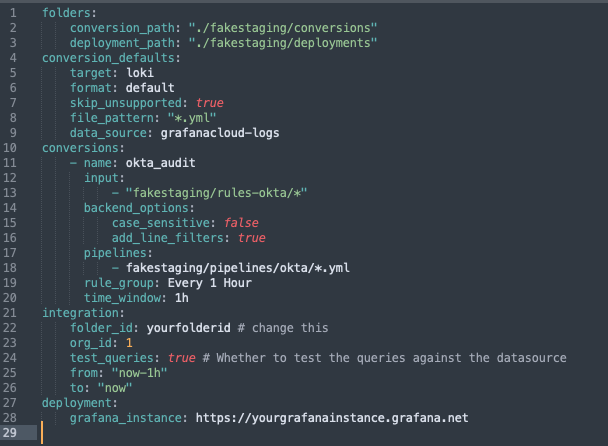 1 folders:
2     conversion_path: "./fakestaging/conversions"
3     deployment_path: "./fakestaging/deployments"
4 conversion_defaults:
5     target: loki
6     format: default
7     skip_unsupported: true
8     file_pattern: "*.yml"
9     data_source: grafanacloud-logs
10 conversions:
11     - name: okta_audit
12       input:
13           - "fakestaging/rules-okta/*"
14       backend_options:
15           case_sensitive: false
16           add_line_filters: true
17       pipelines:
18           - fakestaging/pipelines/okta/*.yml
19       rule_group: Every 1 Hour
20       time_window: 1h
21 integration:
22     folder_id: yourfolderid # change this
23     org_id: 1
24     test_queries: true # Whether to test the queries against the datasource
25     from: "now-1h"
26     to: "now"
27 deployment:
28     grafana_instance: https://yourgrafanainstance.grafana.net
29